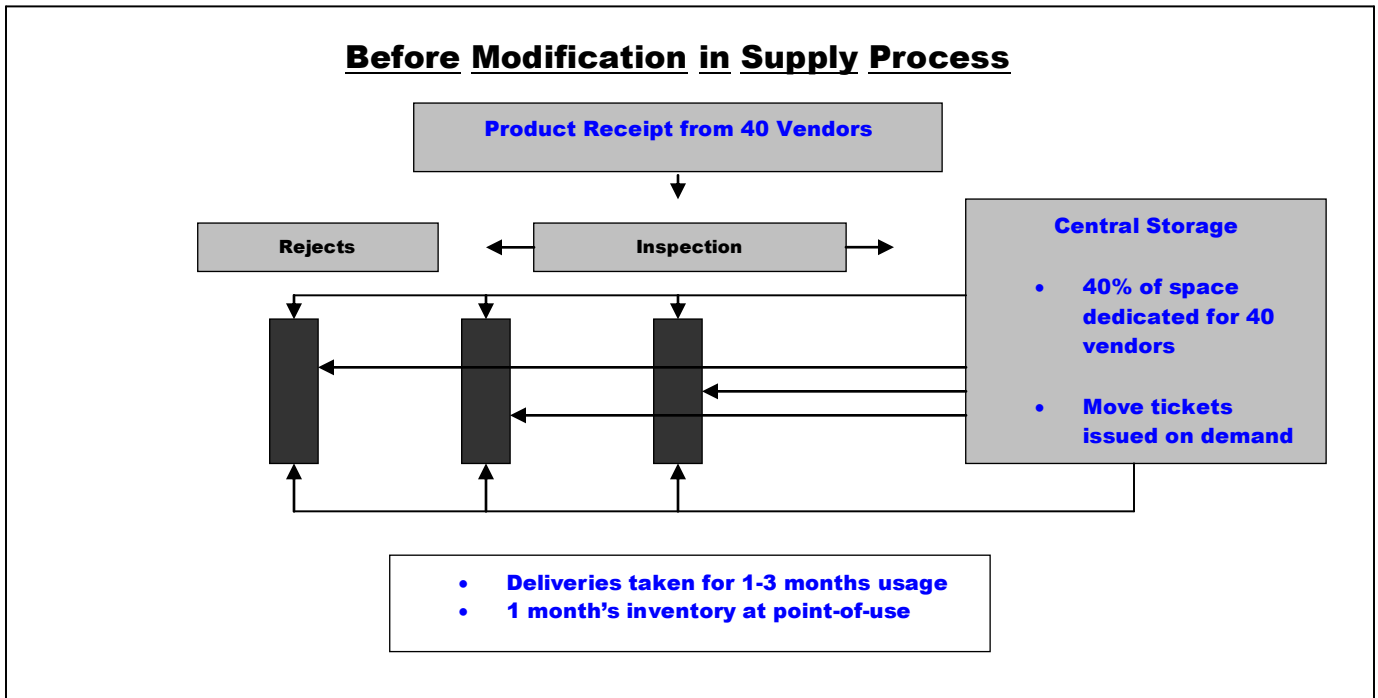 Before Modification in Supply Process
Product Receipt from 40 Vendors
Rejects
Inspection
Central Storage
• 40% of space
dedicated for 40
vendors
• Move tickets
issued on demand
• Deliveries taken for 1-3 months usage
• 1 month’s inventory at point-of-use